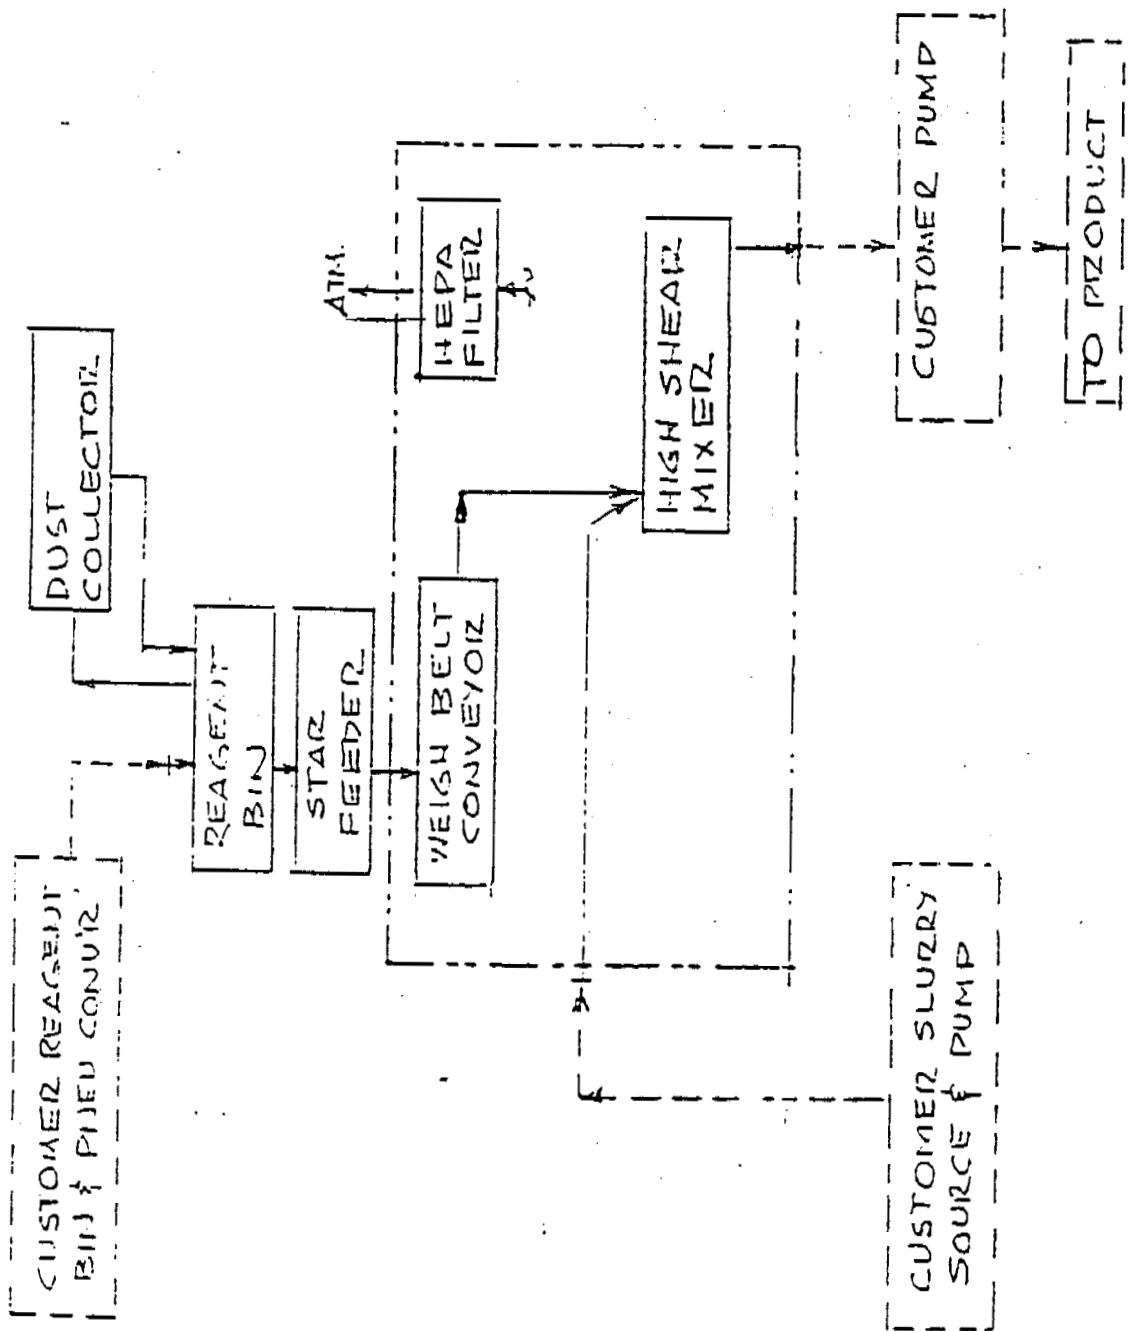 CUSTOMER REAGENT
BIN & PNEU CONV'R
DUST
COLLECTOR
REAGENT
BIN
STAR
FEEDER
ATM.
WEIGH BELT
CONVEYOR
HEPA
FILTER
HIGH SHEAR
MIXER
CUSTOMER SLURRY
SOURCE & PUMP
CUSTOMER PUMP
TO PRODUCT